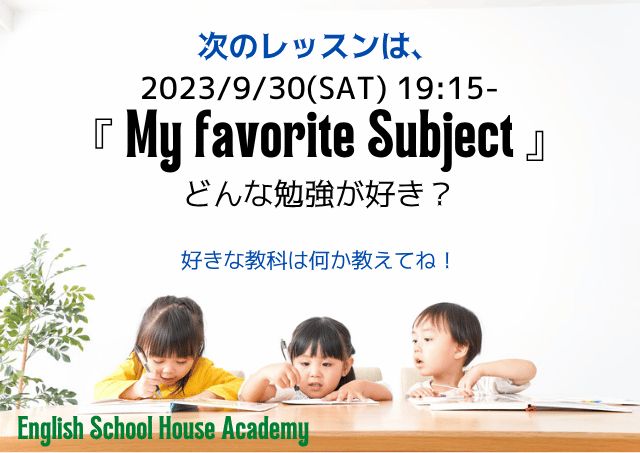 次のレッスンは、
2023/9/30(SAT) 19:15-
『 My favorite Subject 』
どんな勉強が好き？
好きな教科は何か教えてね！
English School House Academy